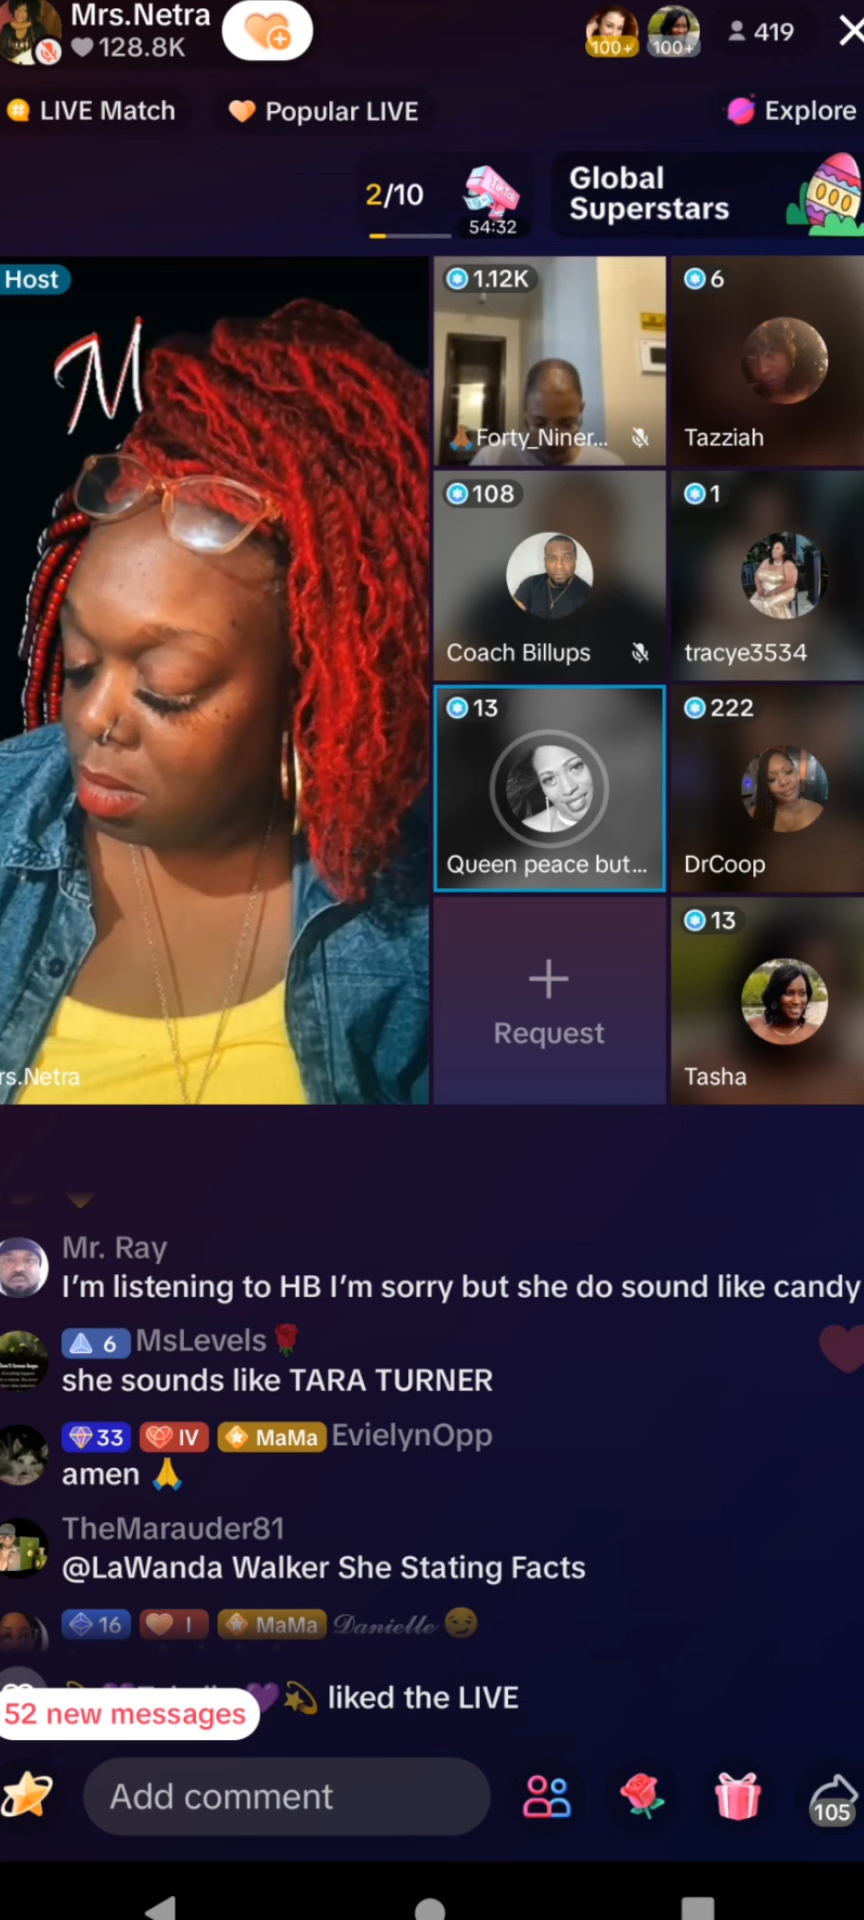 Mrs.Netra
128.8K
100+
100+
419
LIVE Match
Popular LIVE
Explore
2/10
TikTok
54:32
Global
Superstars
Host
M
1.12K
Forty_Niner...
6
Tazziah
108
Coach Billups
1
tracye3534
13
Queen peace but...
222
DrCoop
rs.Netra
Request
13
Tasha
Mr. Ray
I'm listening to HB I'm sorry but she do sound like candy
6 MsLevels🌹
she sounds like TARA TURNER
33 IV MaMa EvielynOpp
amen 🙏
TheMarauder81
@LaWanda Walker She Stating Facts
16 I MaMa Danielle 😏
liked the LIVE
52 new messages
Add comment
105